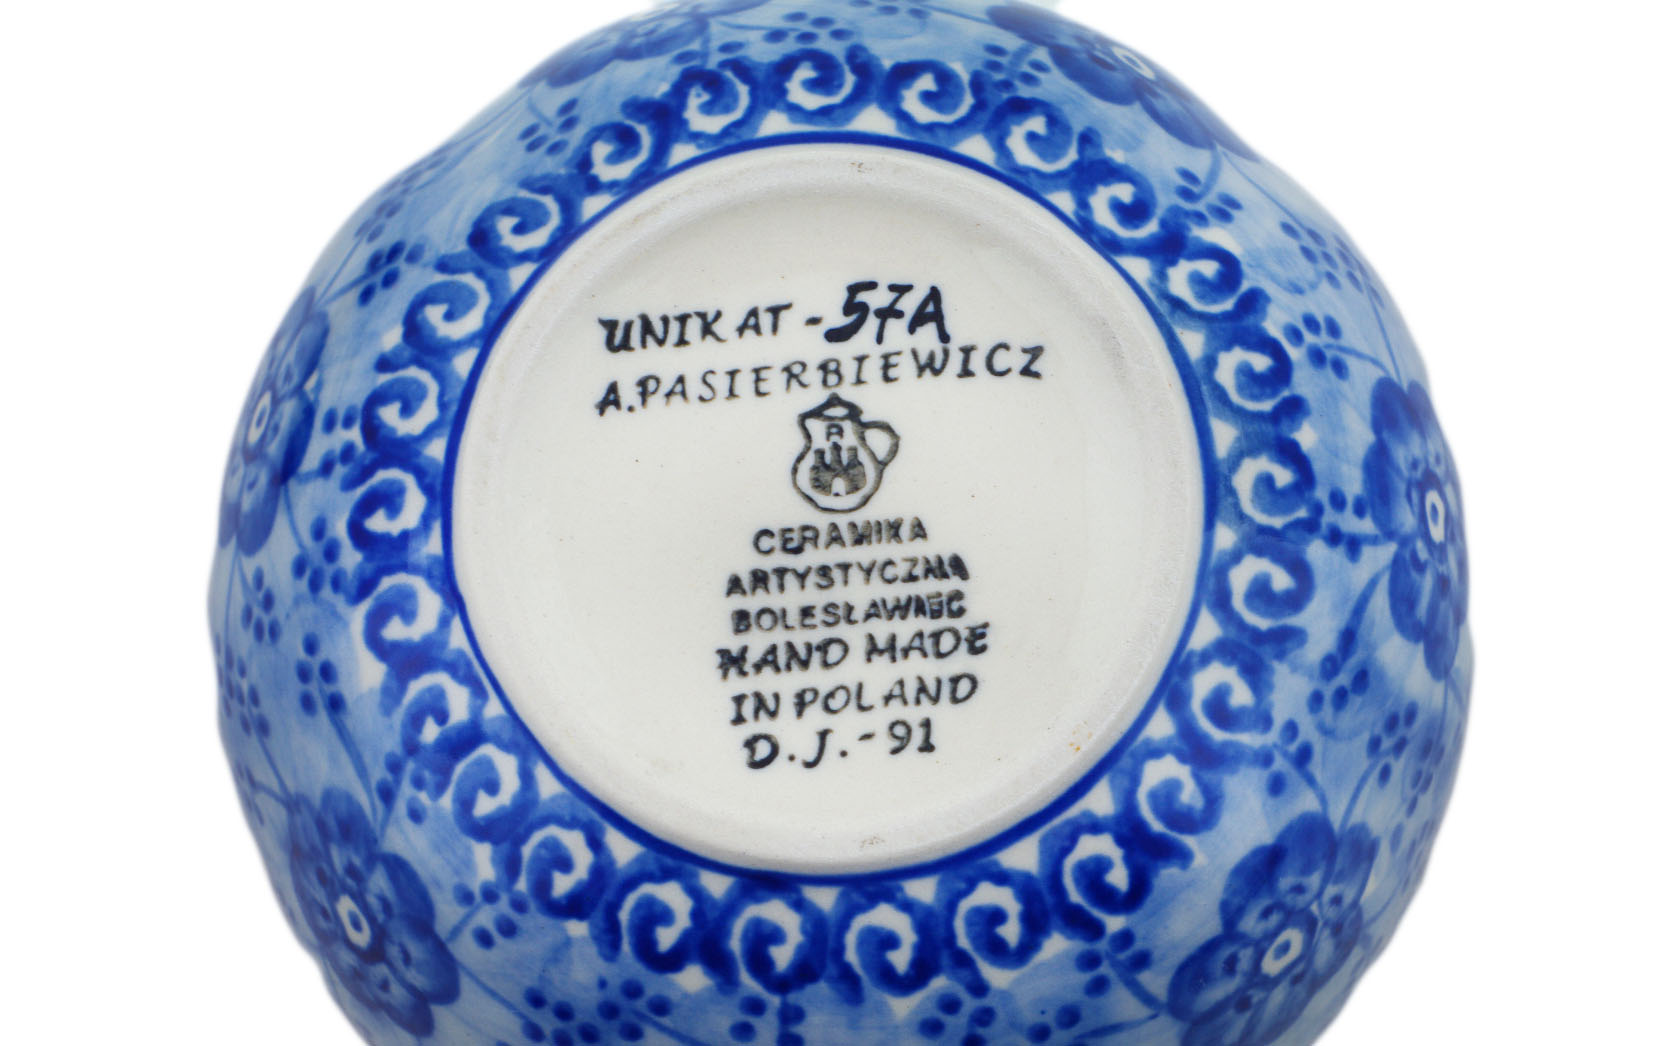 UNIKAT - 57A
A. PASIERBIEWICZ
A
CERAMIKA
ARTYSTYCZNA
BOLESŁAWIEC
HAND MADE
IN POLAND
D.J. - 91